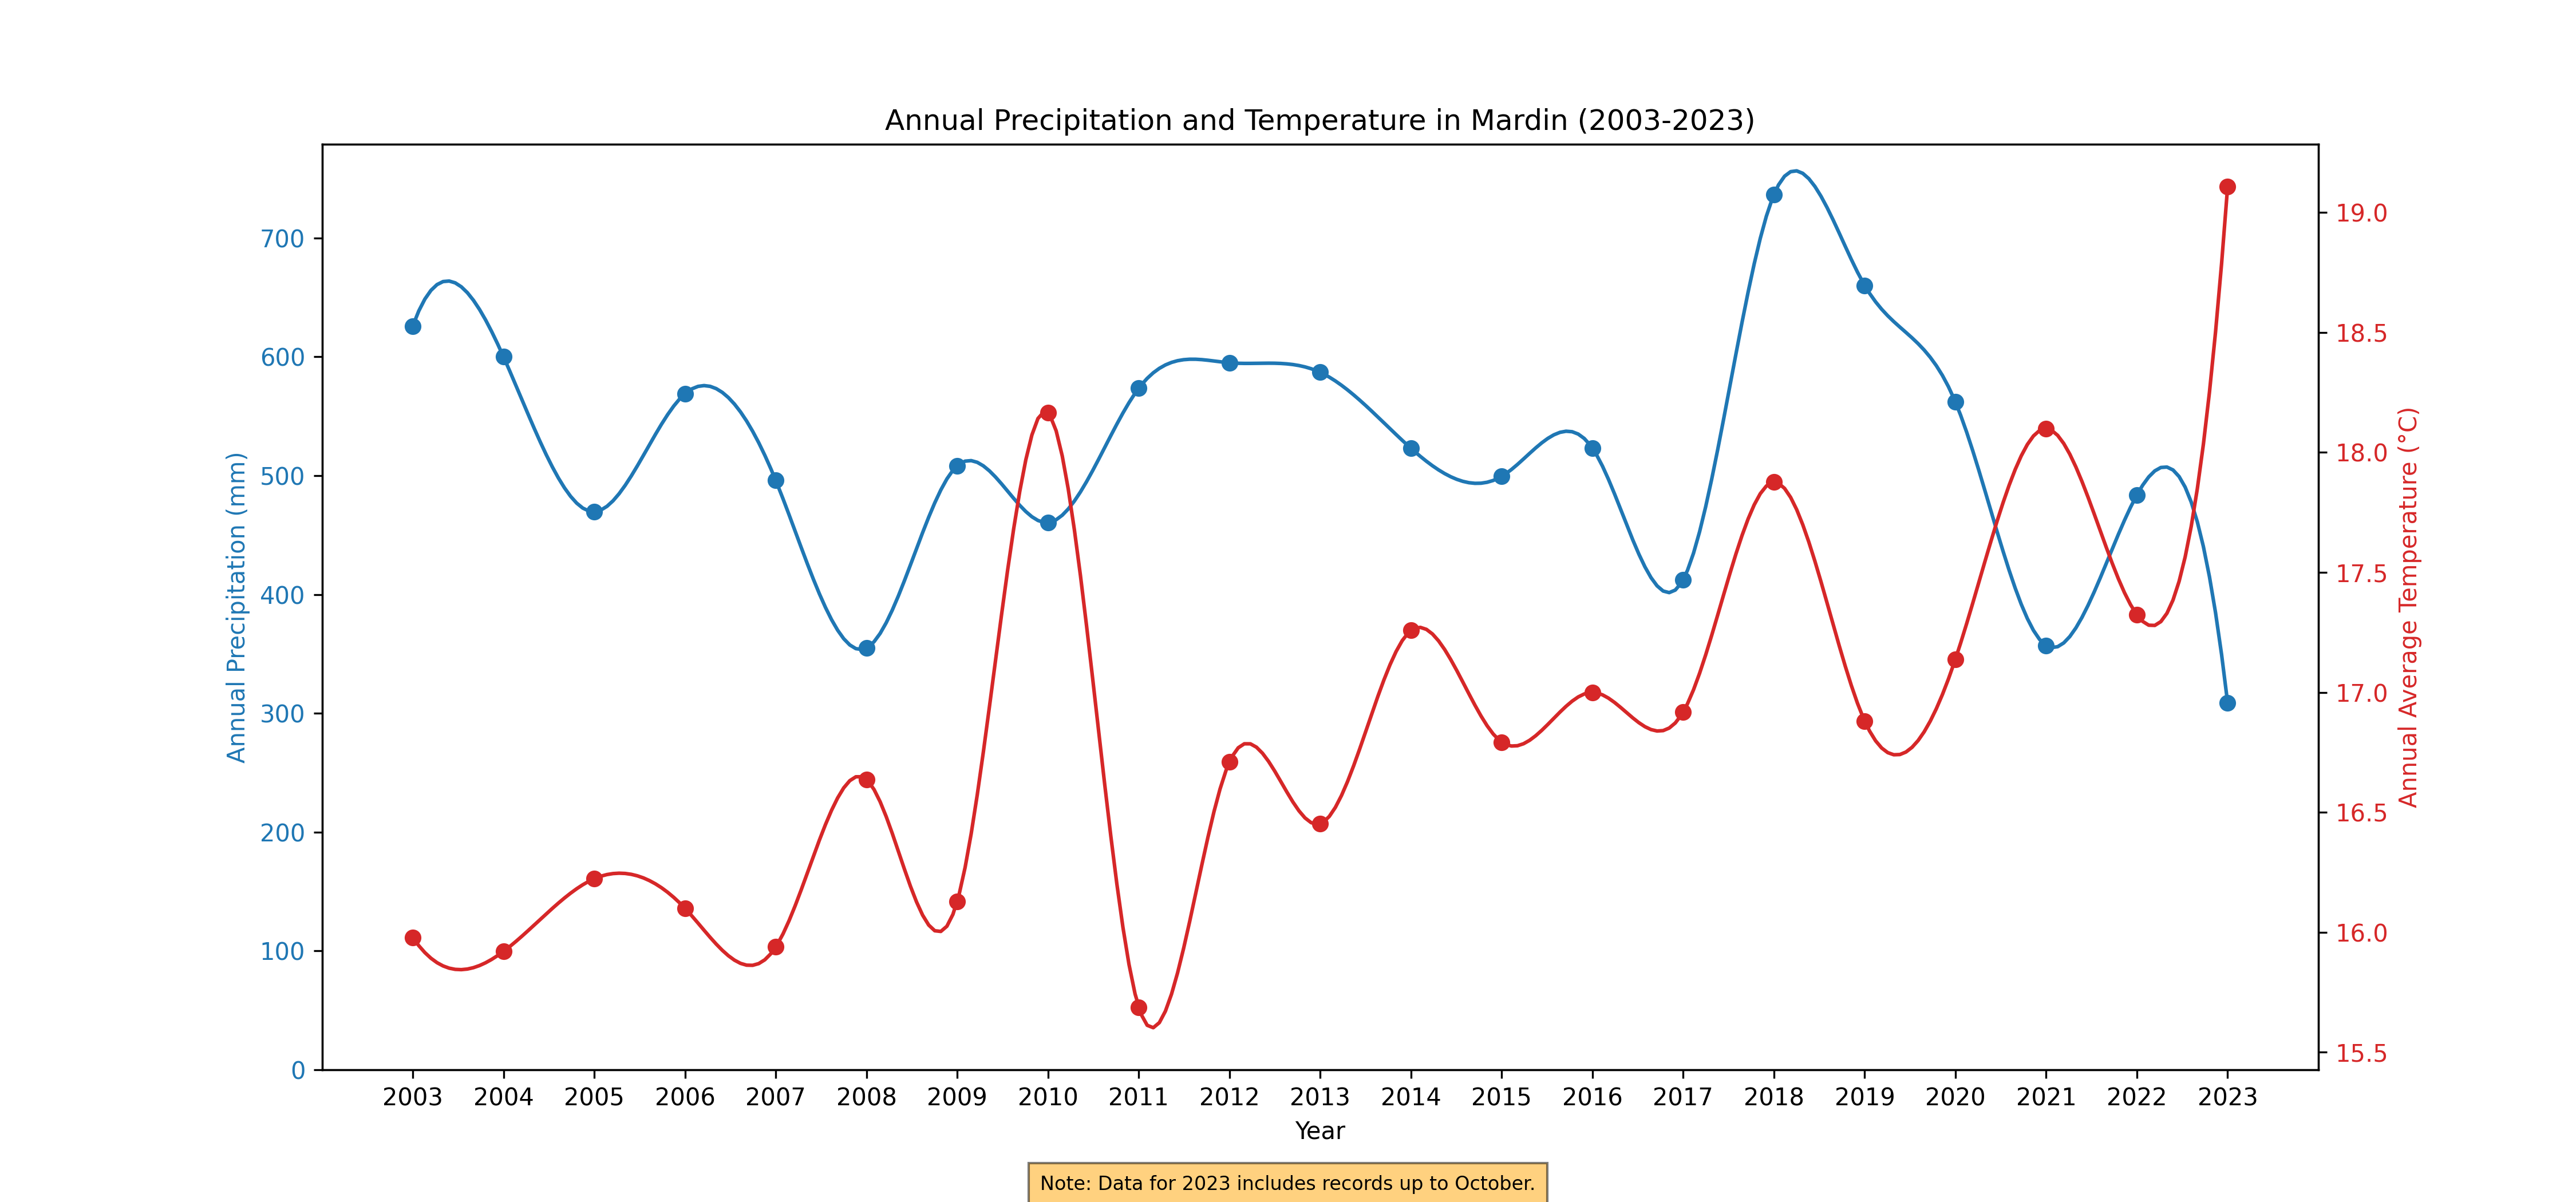 Annual Precipitation and Temperature in Mardin (2003-2023)
Annual Precipitation (mm)
700
600
500
400
300
200
100
0
19.0
18.5
18.0
17.5
17.0
16.5
16.0
15.5
Annual Average Temperature (°C)
2003 2004 2005 2006 2007 2008 2009 2010 2011 2012 2013 2014 2015 2016 2017 2018 2019 2020 2021 2022 2023
Year
Note: Data for 2023 includes records up to October.